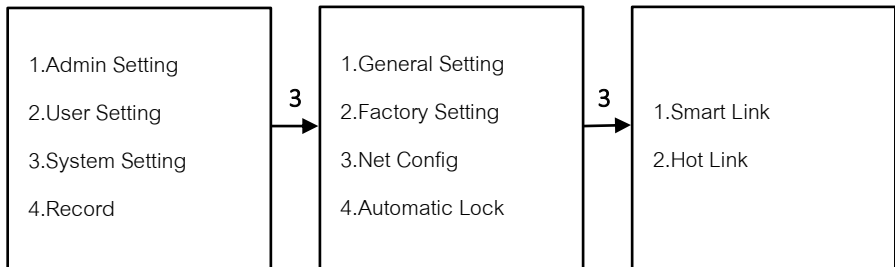 1.Admin Setting
2.User Setting
3.System Setting
4.Record
3
1.General Setting
2.Factory Setting
3.Net Config
4.Automatic Lock
3
1.Smart Link
2.Hot Link